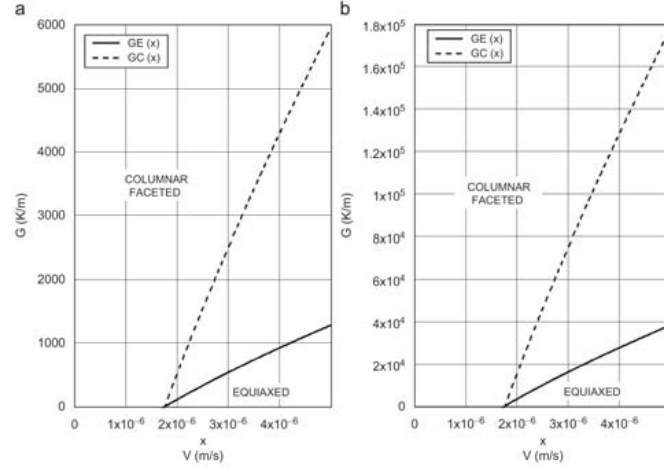 a
6000
5000
4000
3000
2000
1000
0
G (K/m)
GE (x)
GC (x)
COLUMNAR
FACETED
EQUIAXED
0
1x10⁻⁶
2x10⁻⁶
3x10⁻⁶
4x10⁻⁶
x
V (m/s)
b
1.8x10⁵
1.6x10⁵
1.4x10⁵
1.2x10⁵
1.0x10⁵
8x10⁴
6x10⁴
4x10⁴
2x10⁴
0
G (K/m)
GE (x)
GC (x)
COLUMNAR
FACETED
EQUIAXED
0
1x10⁻⁶
2x10⁻⁶
3x10⁻⁶
4x10⁻⁶
x
V (m/s)